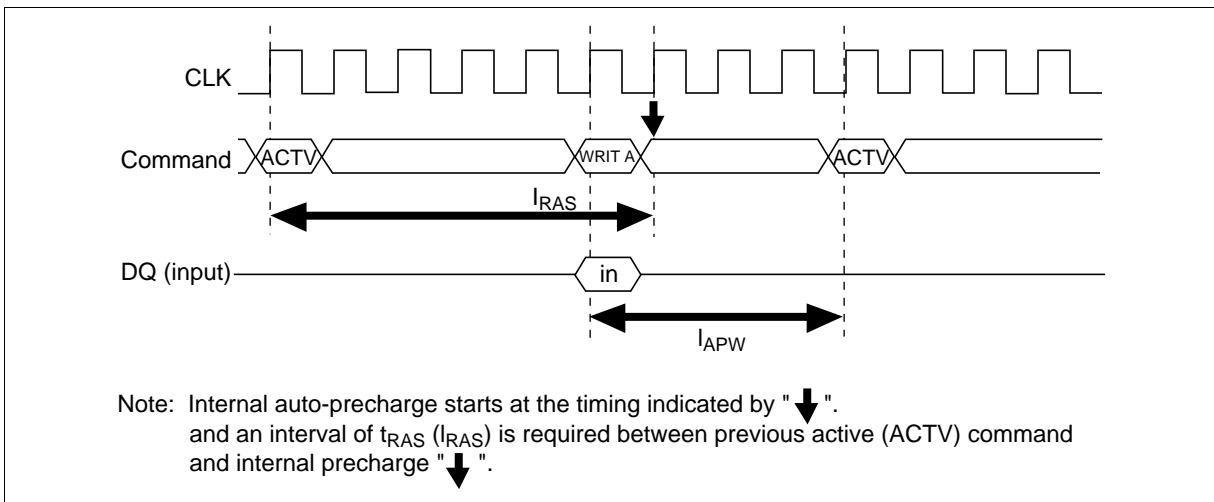 CLK
Command ACTV WRIT A ACTV
lRAS
DQ (input) in
lAPW
Note: Internal auto-precharge starts at the timing indicated by " ".
and an interval of tRAS (lRAS) is required between previous active (ACTV) command
and internal precharge " ".